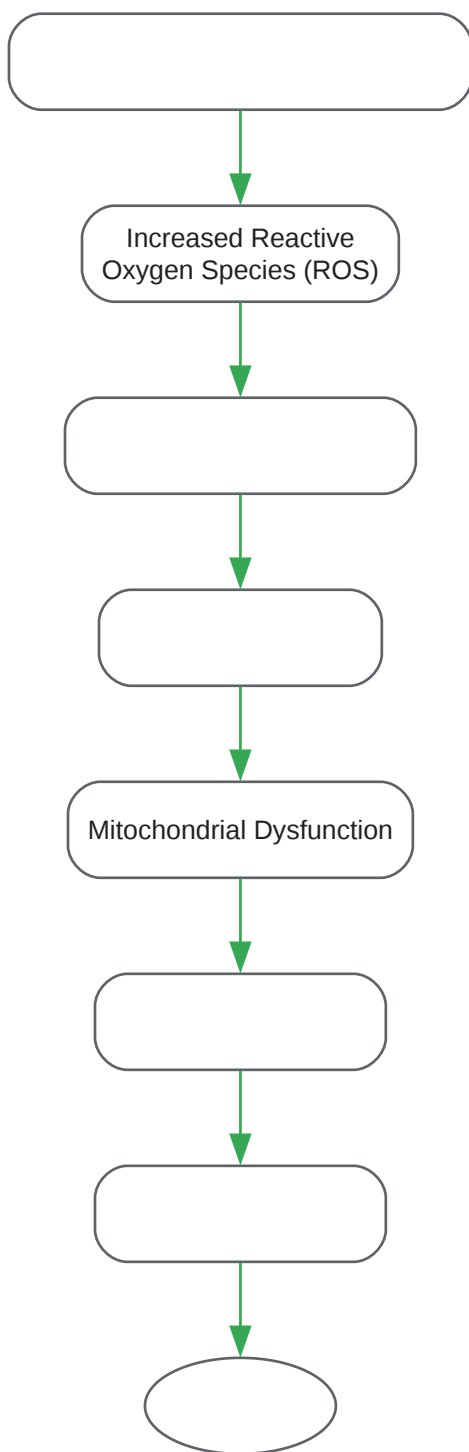 Increased Reactive
Oxygen Species (ROS)
Mitochondrial Dysfunction